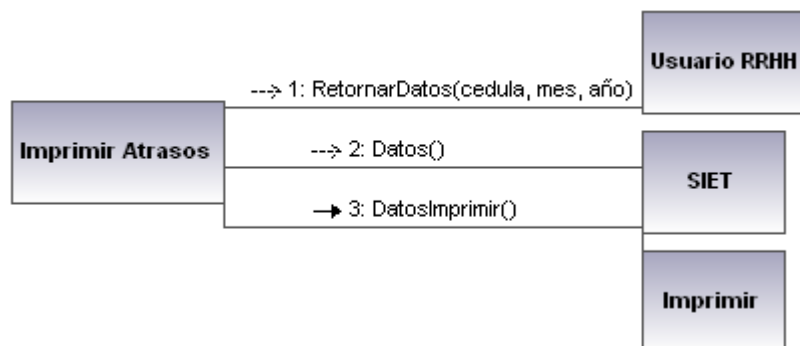 Usuario RRHH
---> 1: RetornarDatos(cedula, mes, año)
Imprimir Atrasos
---> 2: Datos()
SIET
3: DatosImprimir()
Imprimir